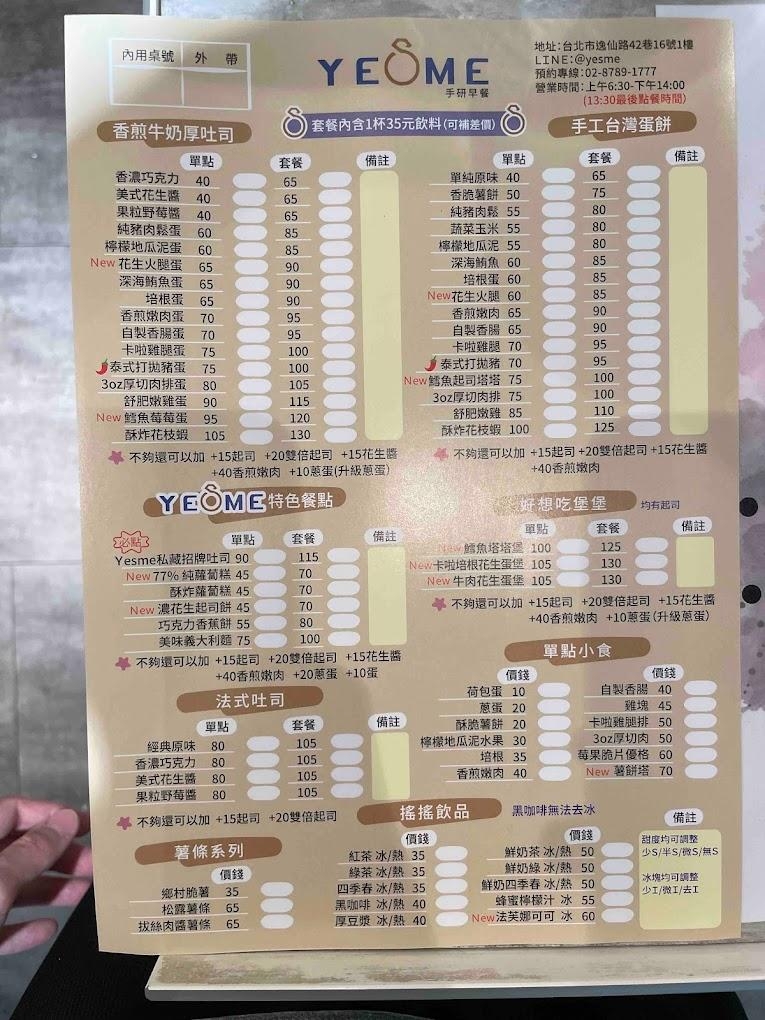 內用桌號 外 帶
YESME
手研早餐
地址:台北市逸仙路42巷16號1樓
LINE:@yesme
預約專線:02-8789-1777
營業時間:上午6:30-下午14:00
(13:30最後點餐時間)
套餐內含1杯35元飲料(可補差價)
香煎牛奶厚吐司
單點 套餐 備註
香濃巧克力 40 65
美式花生醬 40 65
果粒野莓醬 40 65
純豬肉鬆蛋 60 85
檸檬地瓜泥蛋 60 85
New 花生火腿蛋 65 90
深海鮪魚蛋 65 90
培根蛋 65 90
香煎嫩肉蛋 70 95
自製香腸蛋 70 95
卡啦雞腿蛋 75 100
泰式打拋豬蛋 75 100
3oz厚切肉排蛋 80 105
舒肥嫩雞蛋 90 115
New 鱈魚莓莓蛋 95 120
酥炸花枝蝦 105 130
不夠還可以加 +15起司 +20雙倍起司 +15花生醬
+40香煎嫩肉 +10蔥蛋(升級蔥蛋)
手工台灣蛋餅
單點 套餐 備註
單純原味 40 65
香脆薯餅 50 75
純豬肉鬆 55 80
蔬菜玉米 55 80
檸檬地瓜泥 55 80
深海鮪魚 60 85
培根蛋 60 85
New 花生火腿 60 85
香煎嫩肉 65 90
自製香腸 65 90
卡啦雞腿 70 95
泰式打拋豬 70 95
New 鱈魚起司塔塔 75 100
3oz厚切肉排 75 100
舒肥嫩雞 85 110
酥炸花枝蝦 100 125
不夠還可以加 +15起司 +20雙倍起司 +15花生醬
+40香煎嫩肉
YESME 特色餐點
必點 單點 套餐 備註
Yesme私藏招牌吐司 90 115
New 77% 純蘿蔔糕 45 70
酥炸蘿蔔糕 45 70
New 濃花生起司餅 45 70
巧克力香蕉餅 55 80
美味義大利麵 75 100
不夠還可以加 +15起司 +20雙倍起司 +15花生醬
+40香煎嫩肉 +20蔥蛋 +10蛋
好想吃堡堡 均有起司
單點 套餐 備註
New 鱈魚塔塔堡 100 125
New 卡啦培根花生蛋堡 105 130
New 牛肉花生蛋堡 105 130
不夠還可以加 +15起司 +20雙倍起司 +15花生醬
+40香煎嫩肉 +10蔥蛋(升級蔥蛋)
法式吐司
單點 套餐 備註
經典原味 80 105
香濃巧克力 80 105
美式花生醬 80 105
果粒野莓醬 80 105
不夠還可以加 +15起司 +20雙倍起司
單點小食
價錢 價錢
荷包蛋 10 自製香腸 40
蔥蛋 20 雞塊 45
酥脆薯餅 20 卡啦雞腿排 50
檸檬地瓜泥水果 30 3oz厚切肉 50
培根 35 莓果脆片優格 60
香煎嫩肉 40 New 薯餅塔 70
薯條系列
價錢
鄉村脆薯 35
松露薯條 65
拔絲肉醬薯條 65
搖搖飲品 黑咖啡無法去冰
價錢 價錢 備註
紅茶 冰/熱 35 鮮奶茶 冰/熱 50
綠茶 冰/熱 35 鮮奶綠 冰/熱 50
四季春 冰/熱 35 鮮奶四季春 冰/熱 50
黑咖啡 冰/熱 40 蜂蜜檸檬汁 冰 55
厚豆漿 冰/熱 40 New 法芙娜可可 冰 60
甜度均可調整
少S/半S/微S/無S
冰塊均可調整
少I/微I/去I